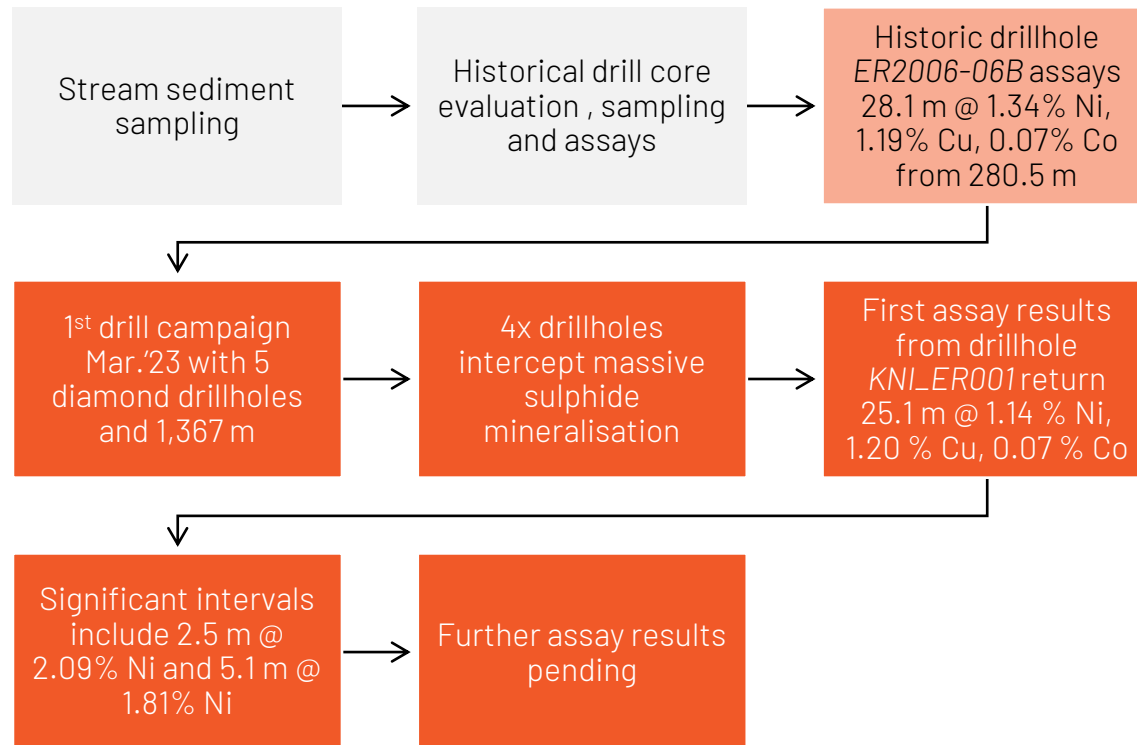 Stream sediment
sampling
Historical drill core
evaluation , sampling
and assays
Historic drillhole
ER2006-06B assays
28.1 m @ 1.34% Ni,
1.19% Cu, 0.07% Co
from 280.5 m
1st drill campaign
Mar.'23 with 5
diamond drillholes
and 1,367 m
4x drillholes
intercept massive
sulphide
mineralisation
First assay results
from drillhole
KNI_ER001 return
25.1 m @ 1.14 % Ni,
1.20 % Cu, 0.07 % Co
Significant intervals
include 2.5 m @
2.09% Ni and 5.1 m @
1.81% Ni
Further assay results
pending